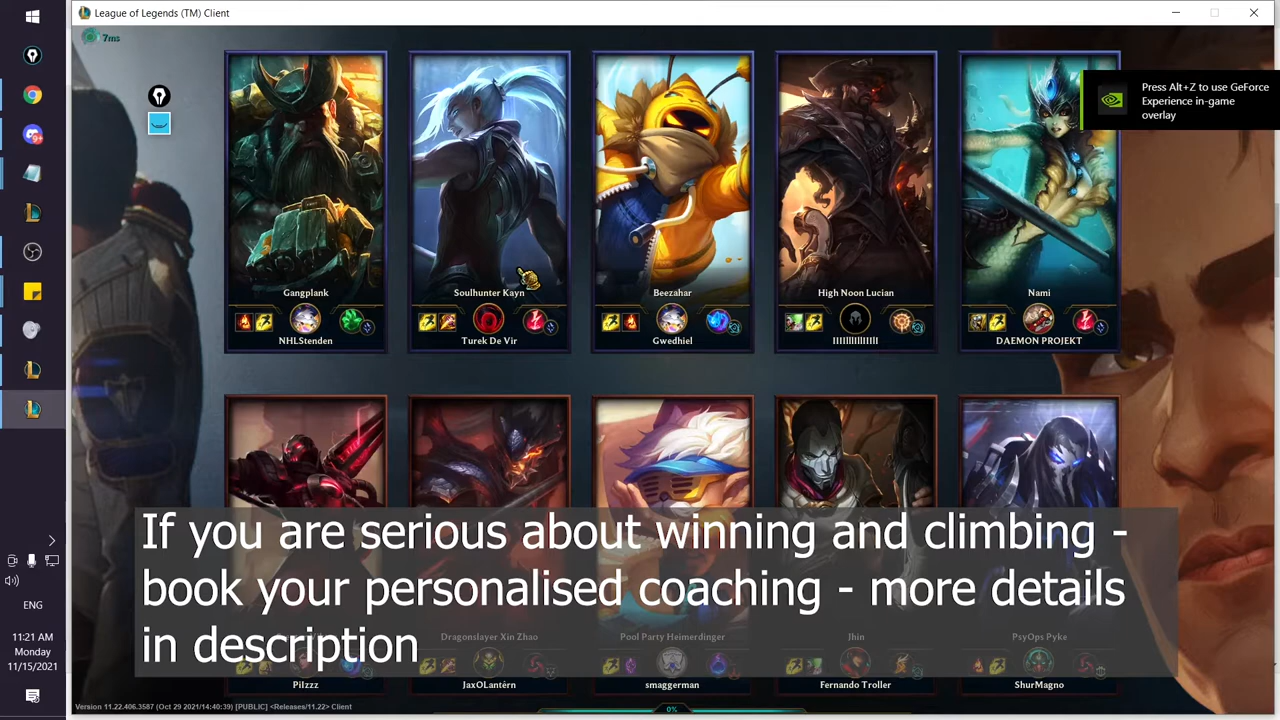 League of Legends (TM) Client
7ms
Press Alt+Z to use GeForce
Experience in-game
overlay
Gangplank
Soulhunter Kayn
Beezahar
High Noon Lucian
Nami
NHLStenden
Turek De Vir
Gwedhiel
DAEMON PROJEKT
If you are serious about winning and climbing -
book your personalised coaching - more details
in description
Dragonslayer Xin Zhao
Pool Party Heimerdinger
Jhin
PsyOps Pyke
Pilzzz
JaxOLantérn
smaggerman
Fernando Troller
ShurMagno
ENG
11:21 AM
Monday
11/15/2021
Version 11.22.406.3587 (Oct 29 2021/14:40:39) [PUBLIC] <Releases/11.22> Client
0%